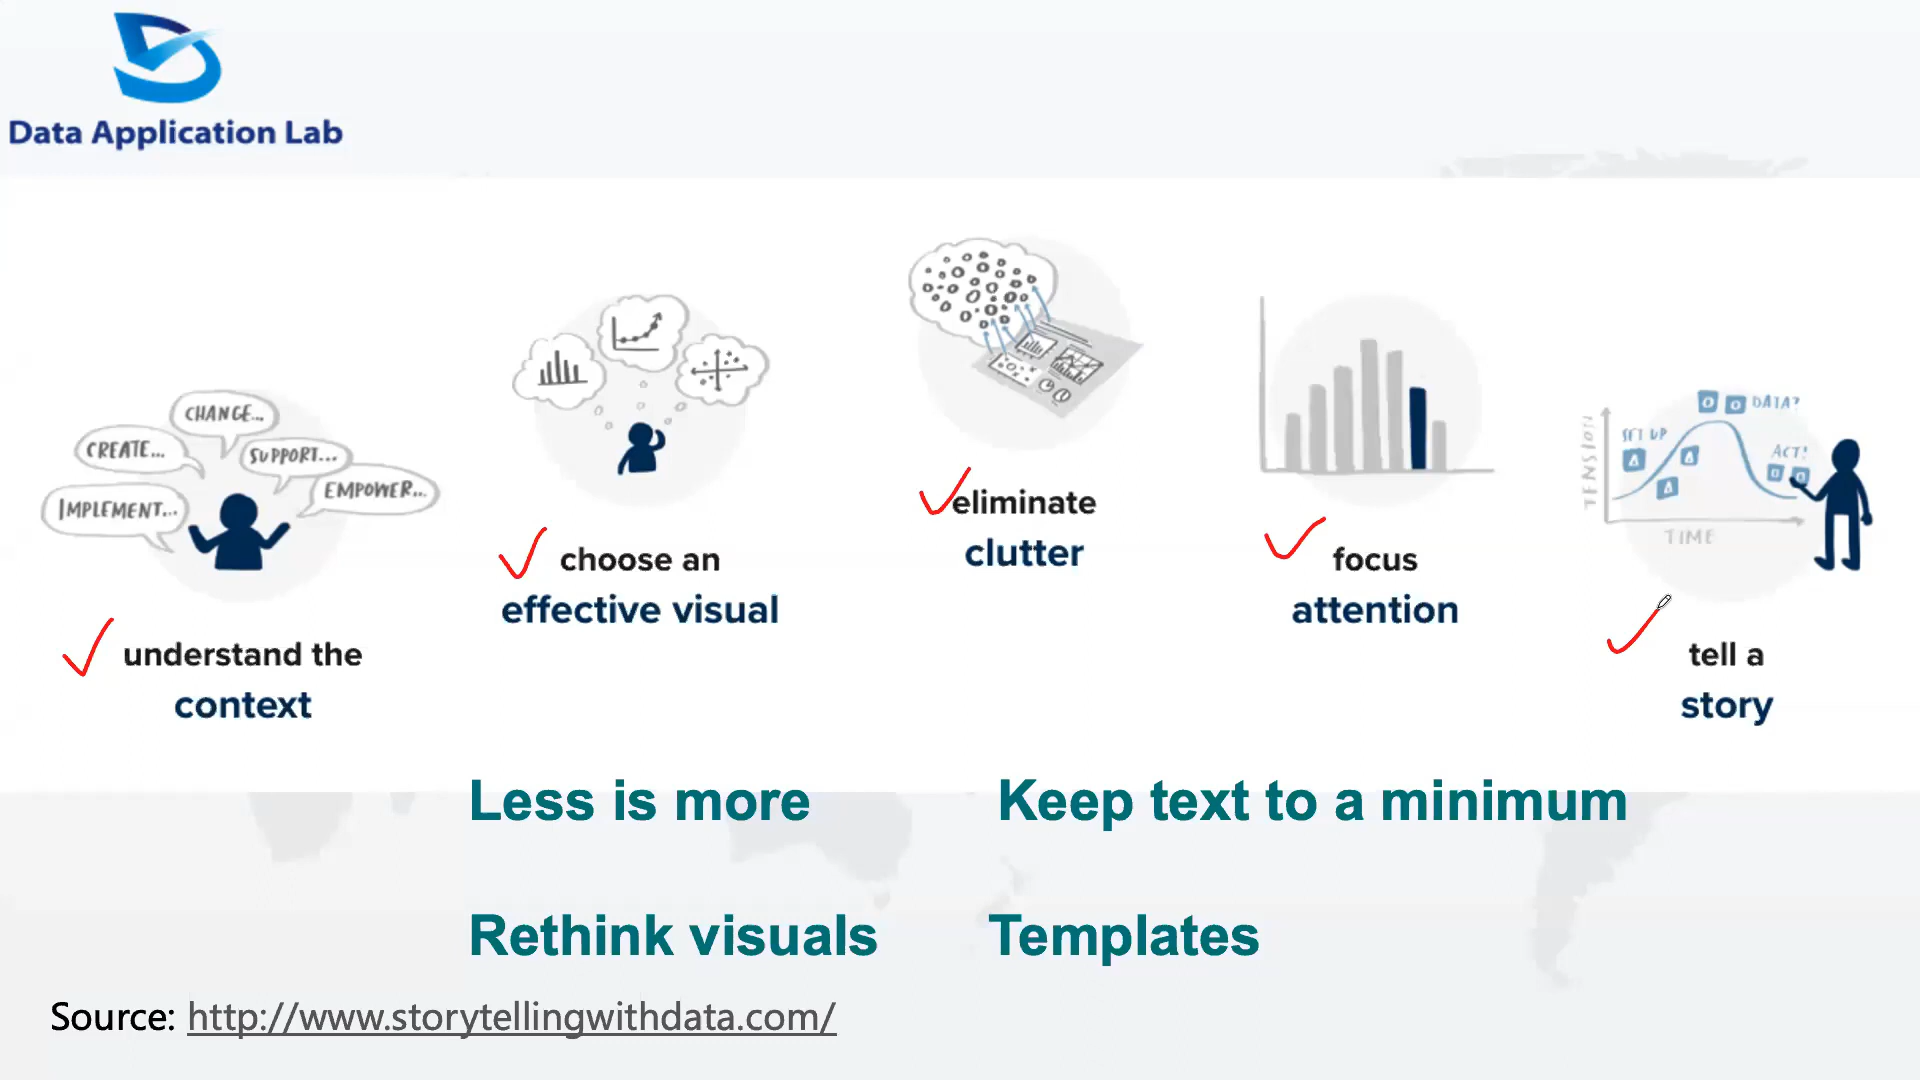 Data Application Lab
CHANGE...
CREATE...
SUPPORT...
EMPOWER...
IMPLEMENT...
understand the
context
choose an
effective visual
eliminate
clutter
focus
attention
TENSION
SET UP
DATA?
ACT!
TIME
tell a
story
Less is more
Keep text to a minimum
Rethink visuals
Templates
Source: http://www.storytellingwithdata.com/